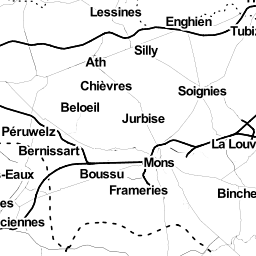 Lessines
Enghien
Tubiz
Silly
Ath
Chièvres
Soignies
Beloeil
Jurbise
Péruwelz
La Louv
Bernissart
Mons
s-Eaux
Boussu
Frameries
Binche
es
ciennes